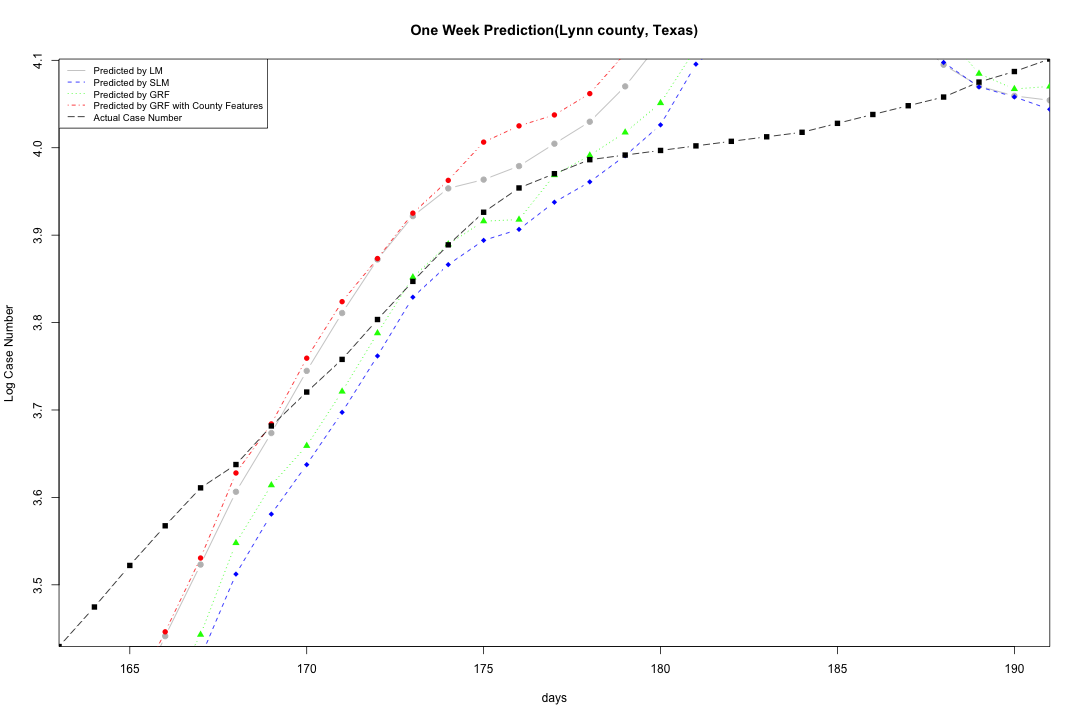 One Week Prediction(Lynn county, Texas)
Predicted by LM
Predicted by SLM
Predicted by GRF
Predicted by GRF with County Features
Actual Case Number
4.1
4.0
3.9
3.8
3.7
3.6
3.5
Log Case Number
165 170 175 180 185 190
days